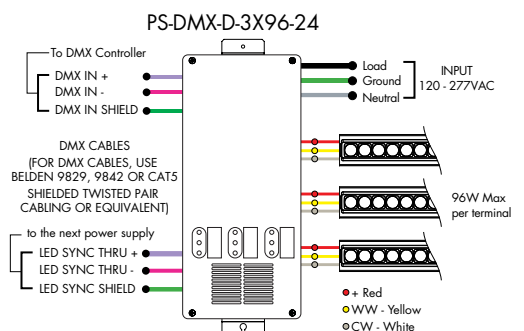 PS-DMX-D-3X96-24
To DMX Controller
DMX IN +
DMX IN -
DMX IN SHIELD
Load
Ground
Neutral
INPUT
120 - 277VAC
DMX CABLES
(FOR DMX CABLES, USE
BELDEN 9829, 9842 OR CAT5
SHIELDED TWISTED PAIR
CABLING OR EQUIVALENT)
96W Max
per terminal
to the next power supply
LED SYNC THRU +
LED SYNC THRU -
LED SYNC SHIELD
+ Red
WW - Yellow
CW - White